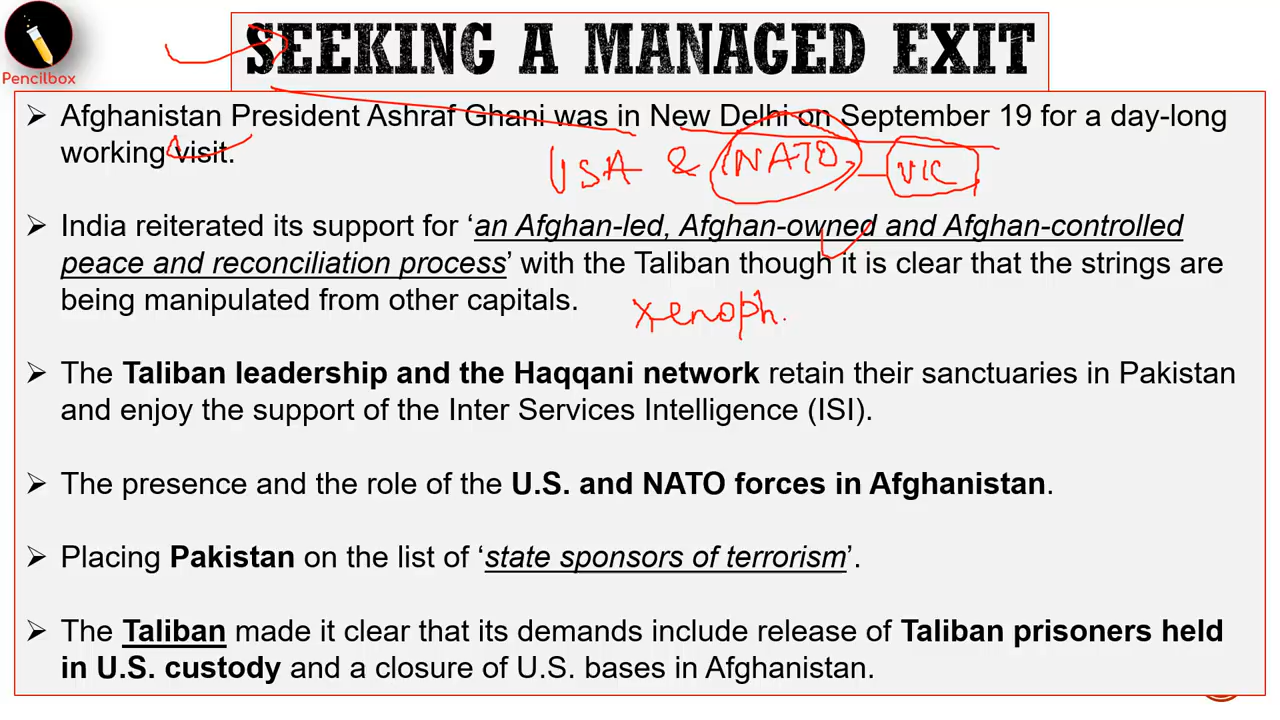 Pencilbox
SEEKING A MANAGED EXIT
➢ Afghanistan President Ashraf Ghani was in New Delhi on September 19 for a day-long
working visit.
USA & NATO
➢ India reiterated its support for ‘an Afghan-led, Afghan-owned and Afghan-controlled
peace and reconciliation process’ with the Taliban though it is clear that the strings are
being manipulated from other capitals.
xenoph.
➢ The Taliban leadership and the Haqqani network retain their sanctuaries in Pakistan
and enjoy the support of the Inter Services Intelligence (ISI).
➢ The presence and the role of the U.S. and NATO forces in Afghanistan.
➢ Placing Pakistan on the list of ‘state sponsors of terrorism’.
➢ The Taliban made it clear that its demands include release of Taliban prisoners held
in U.S. custody and a closure of U.S. bases in Afghanistan.